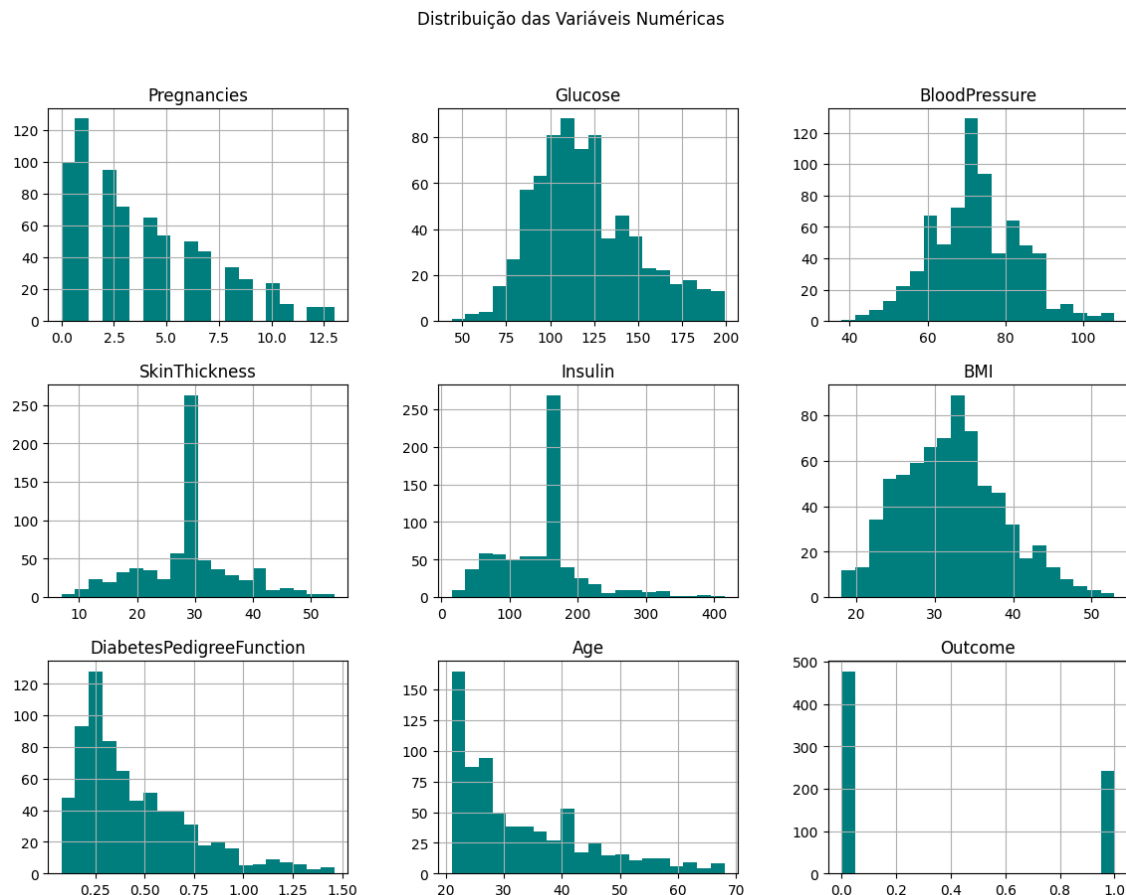 Distribuição das Variáveis Numéricas
Pregnancies
120
100
80
60
40
20
0
0.0 2.5 5.0 7.5 10.0 12.5
Glucose
80
60
40
20
0
50 75 100 125 150 175 200
BloodPressure
120
100
80
60
40
20
0
40 60 80 100
SkinThickness
250
200
150
100
50
0
10 20 30 40 50
Insulin
250
200
150
100
50
0
0 100 200 300 400
BMI
80
60
40
20
0
20 30 40 50
DiabetesPedigreeFunction
120
100
80
60
40
20
0
0.25 0.50 0.75 1.00 1.25 1.50
Age
150
125
100
75
50
25
0
20 30 40 50 60 70
Outcome
500
400
300
200
100
0
0.0 0.2 0.4 0.6 0.8 1.0